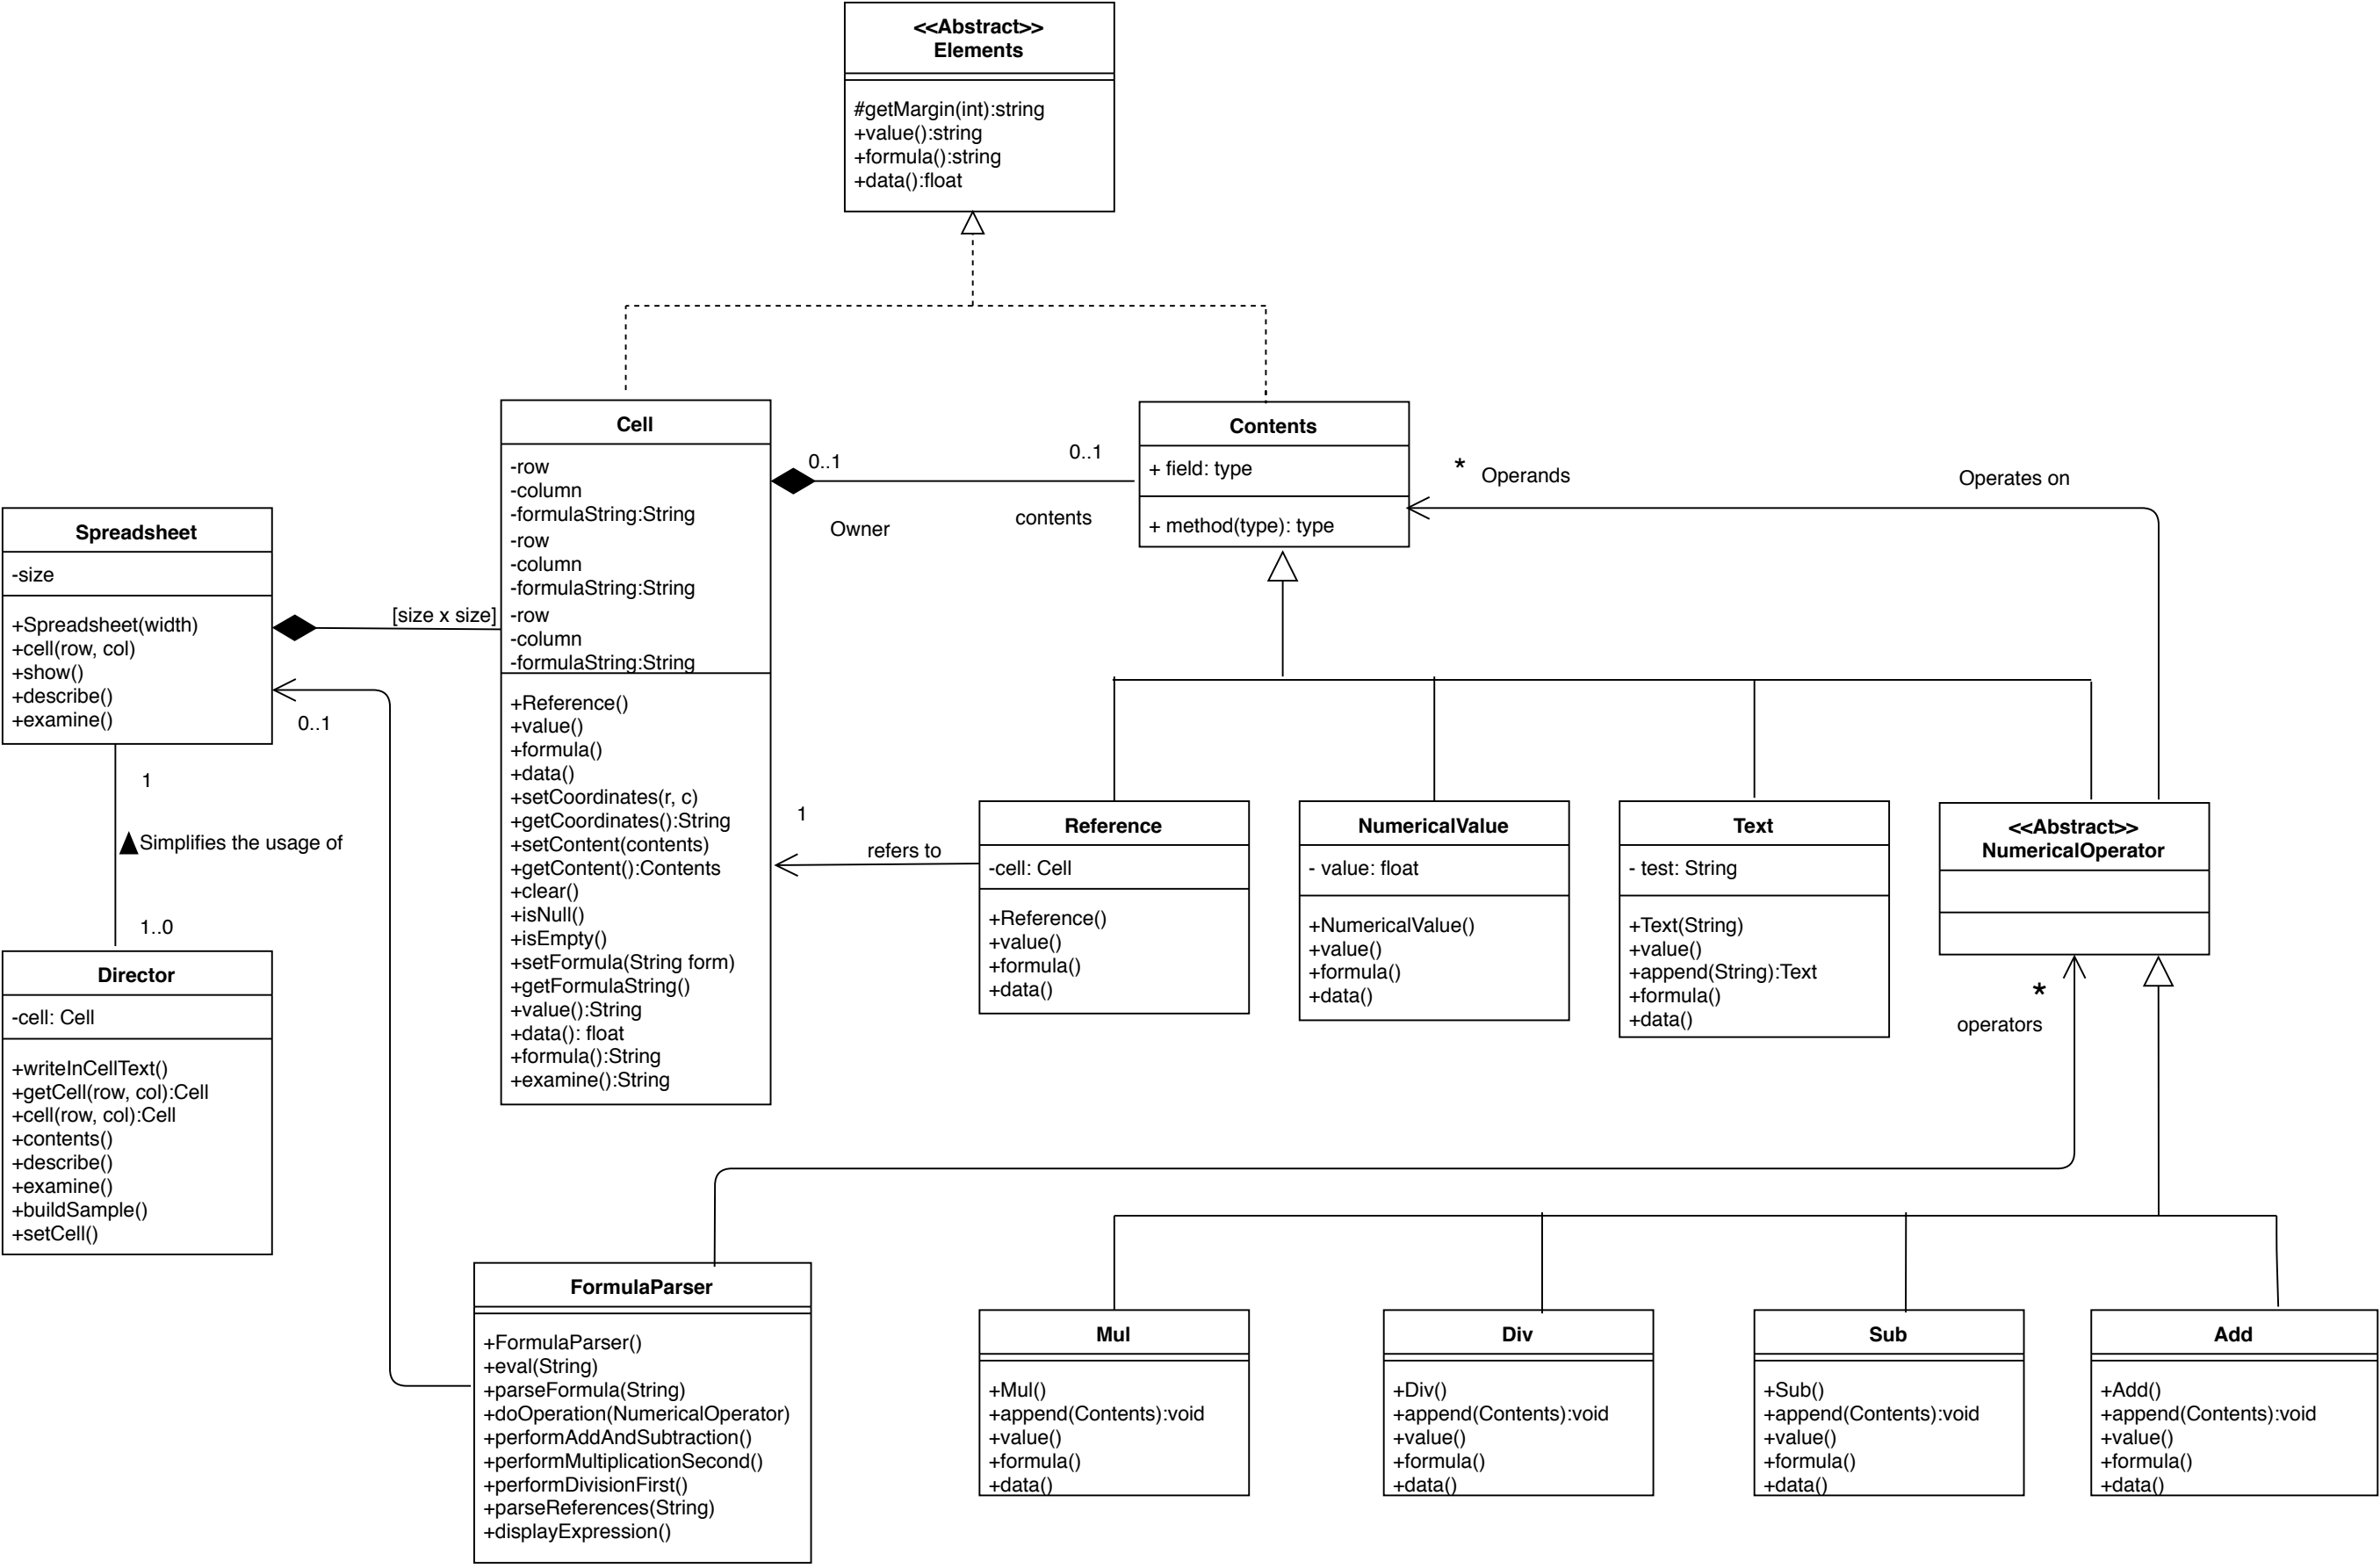 <<Abstract>>
Elements
#getMargin(int):string
+value():string
+formula():string
+data():float
Cell
-row
-column
-formulaString:String
-row
-column
-formulaString:String
-row
-column
-formulaString:String
+Reference()
+value()
+formula()
+data()
+setCoordinates(r, c)
+getCoordinates():String
+setContent(contents)
+getContent():Contents
+clear()
+isNull()
+isEmpty()
+setFormula(String form)
+getFormulaString()
+value():String
+data(): float
+formula():String
+examine():String
0..1
Owner
0..1
contents
Contents
+ field: type
+ method(type): type
* Operands
Operates on
Spreadsheet
-size
+Spreadsheet(width)
+cell(row, col)
+show()
+describe()
+examine()
[size x size]
0..1
1
Simplifies the usage of
1..0
Director
-cell: Cell
+writeInCellText()
+getCell(row, col):Cell
+cell(row, col):Cell
+contents()
+describe()
+examine()
+buildSample()
+setCell()
1
refers to
Reference
-cell: Cell
+Reference()
+value()
+formula()
+data()
NumericalValue
- value: float
+NumericalValue()
+value()
+formula()
+data()
Text
- test: String
+Text(String)
+value()
+append(String):Text
+formula()
+data()
<<Abstract>>
NumericalOperator
*
operators
FormulaParser
+FormulaParser()
+eval(String)
+parseFormula(String)
+doOperation(NumericalOperator)
+performAddAndSubtraction()
+performMultiplicationSecond()
+performDivisionFirst()
+parseReferences(String)
+displayExpression()
Mul
+Mul()
+append(Contents):void
+value()
+formula()
+data()
Div
+Div()
+append(Contents):void
+value()
+formula()
+data()
Sub
+Sub()
+append(Contents):void
+value()
+formula()
+data()
Add
+Add()
+append(Contents):void
+value()
+formula()
+data()